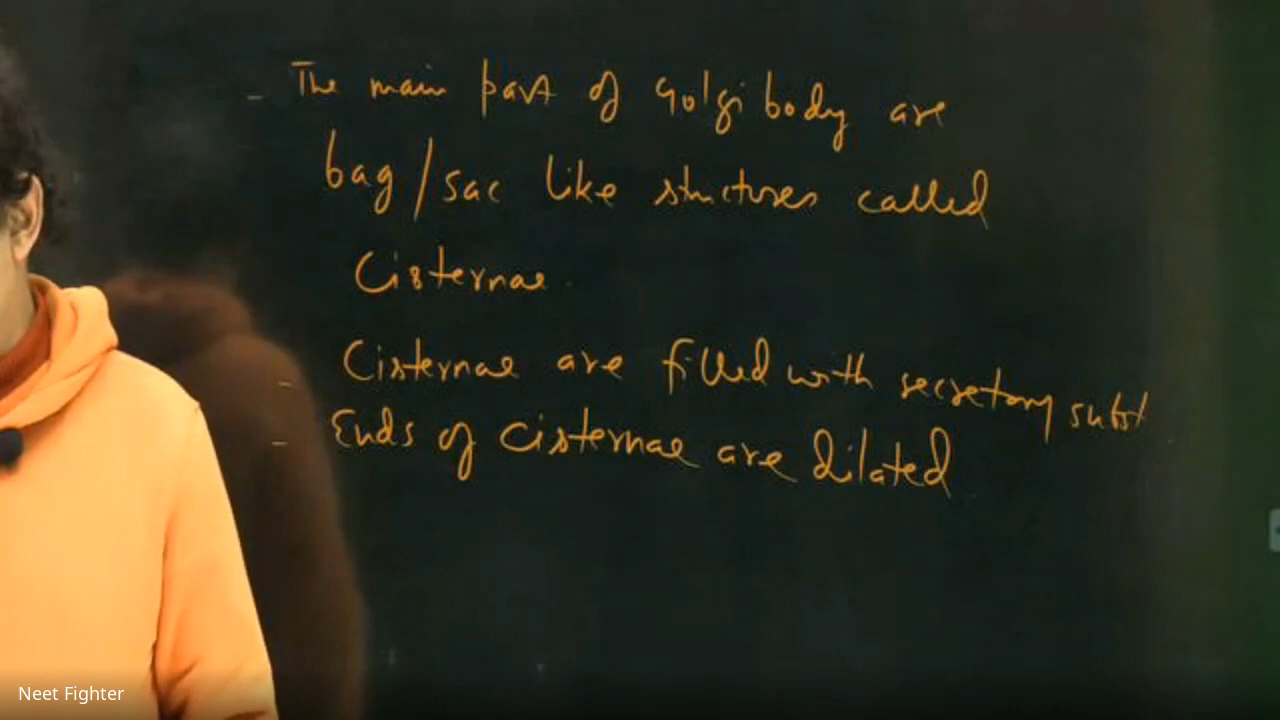 - The main part of Golgi body are
bag/sac like structures called
Cisternae.
- Cisternae are filled with secretory subst
- Ends of cisternae are dilated
Neet Fighter